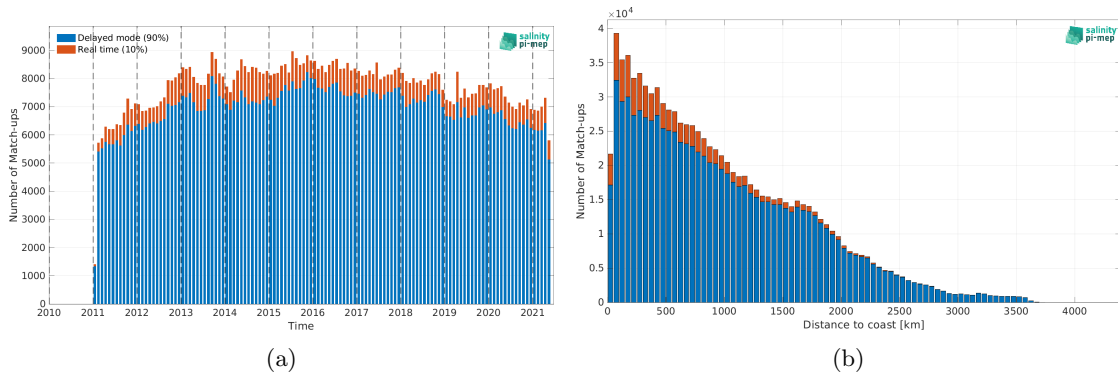 Delayed mode (90%)
Real time (10%)
salinity
pi-mep
Number of Match-ups
9000
8000
7000
6000
5000
4000
3000
2000
1000
0
2010 2011 2012 2013 2014 2015 2016 2017 2018 2019 2020 2021
Time
(a)
×10⁴
salinity
pi-mep
Number of Match-ups
4
3.5
3
2.5
2
1.5
1
0.5
0
0 500 1000 1500 2000 2500 3000 3500 4000
Distance to coast [km]
(b)